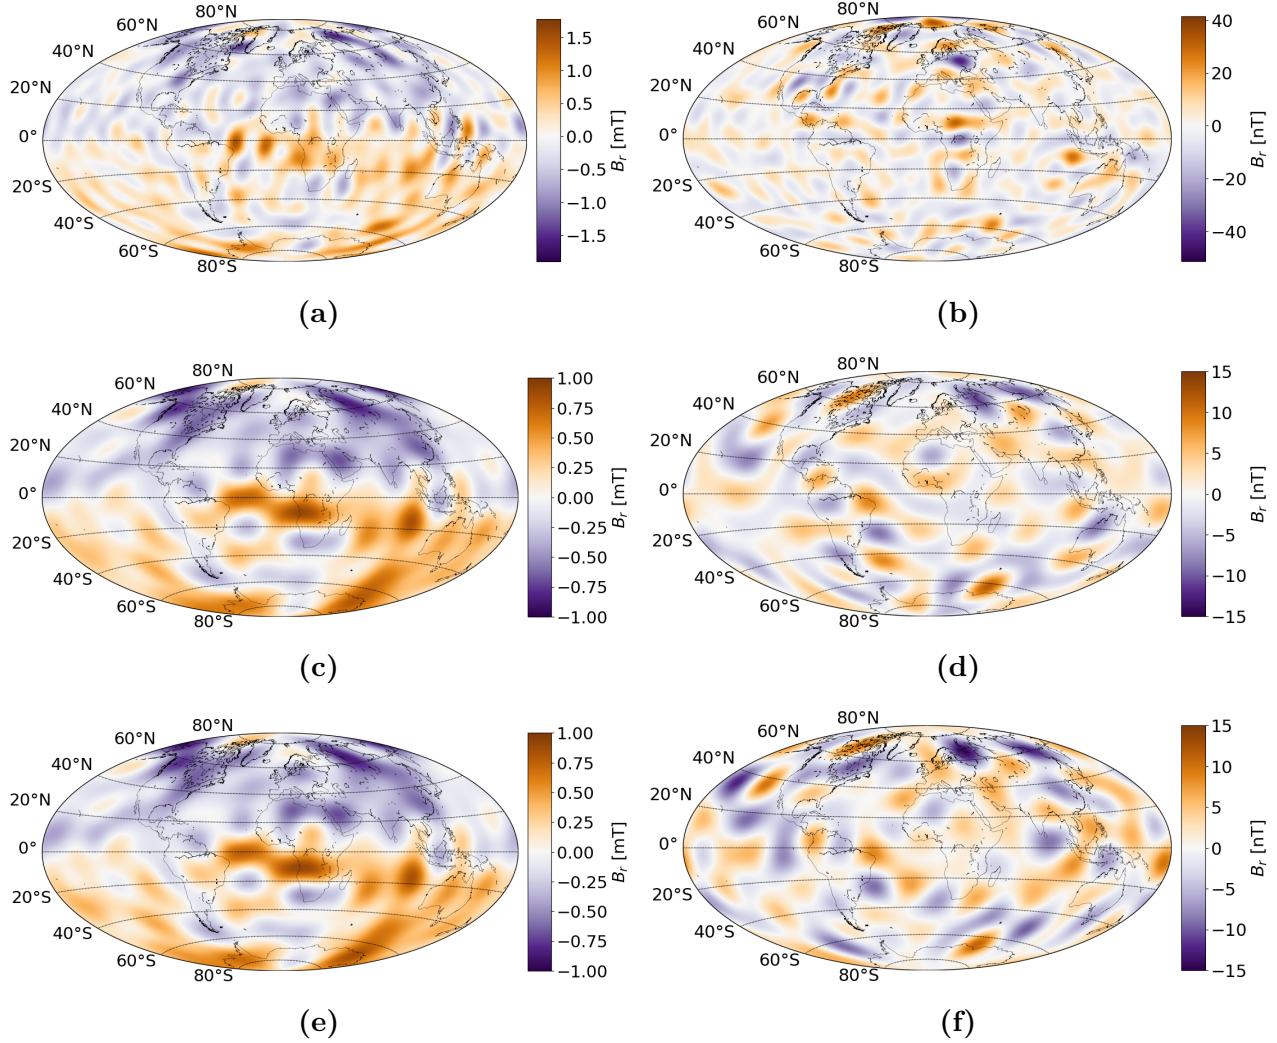 80°N
60°N
40°N
20°N
0°
20°S
40°S
60°S
80°S
1.5
1.0
0.5
0.0
−0.5
−1.0
−1.5
B_r [mT]
(a)
80°N
60°N
40°N
20°N
0°
20°S
40°S
60°S
80°S
40
20
0
−20
−40
B_r [nT]
(b)
80°N
60°N
40°N
20°N
0°
20°S
40°S
60°S
80°S
1.00
0.75
0.50
0.25
0.00
−0.25
−0.50
−0.75
−1.00
B_r [mT]
(c)
80°N
60°N
40°N
20°N
0°
20°S
40°S
60°S
80°S
15
10
5
0
−5
−10
−15
B_r [nT]
(d)
80°N
60°N
40°N
20°N
0°
20°S
40°S
60°S
80°S
1.00
0.75
0.50
0.25
0.00
−0.25
−0.50
−0.75
−1.00
B_r [mT]
(e)
80°N
60°N
40°N
20°N
0°
20°S
40°S
60°S
80°S
15
10
5
0
−5
−10
−15
B_r [nT]
(f)